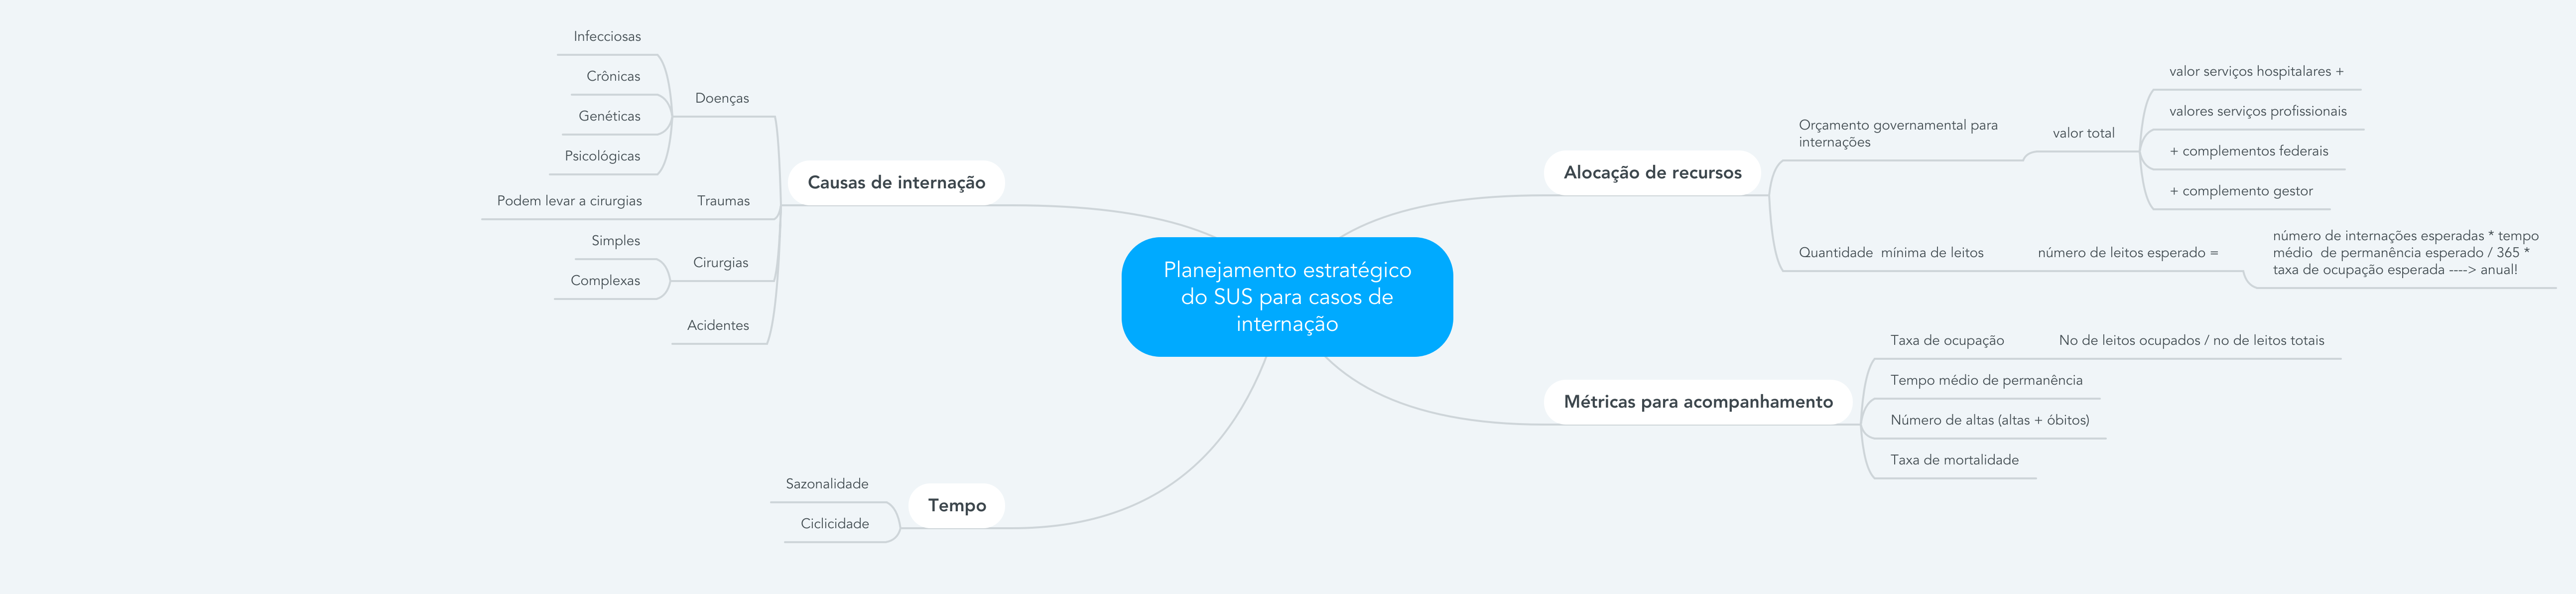 Planejamento estratégico
do SUS para casos de
internação
Causas de internação
Doenças
Infecciosas
Crônicas
Genéticas
Psicológicas
Traumas
Podem levar a cirurgias
Cirurgias
Simples
Complexas
Acidentes
Tempo
Sazonalidade
Ciclicidade
Alocação de recursos
Orçamento governamental para
internações
valor total
valor serviços hospitalares +
valores serviços profissionais
+ complementos federais
+ complemento gestor
Quantidade  mínima de leitos
número de leitos esperado =
número de internações esperadas * tempo
médio  de permanência esperado / 365 *
taxa de ocupação esperada ----> anual!
Métricas para acompanhamento
Taxa de ocupação
No de leitos ocupados / no de leitos totais
Tempo médio de permanência
Número de altas (altas + óbitos)
Taxa de mortalidade